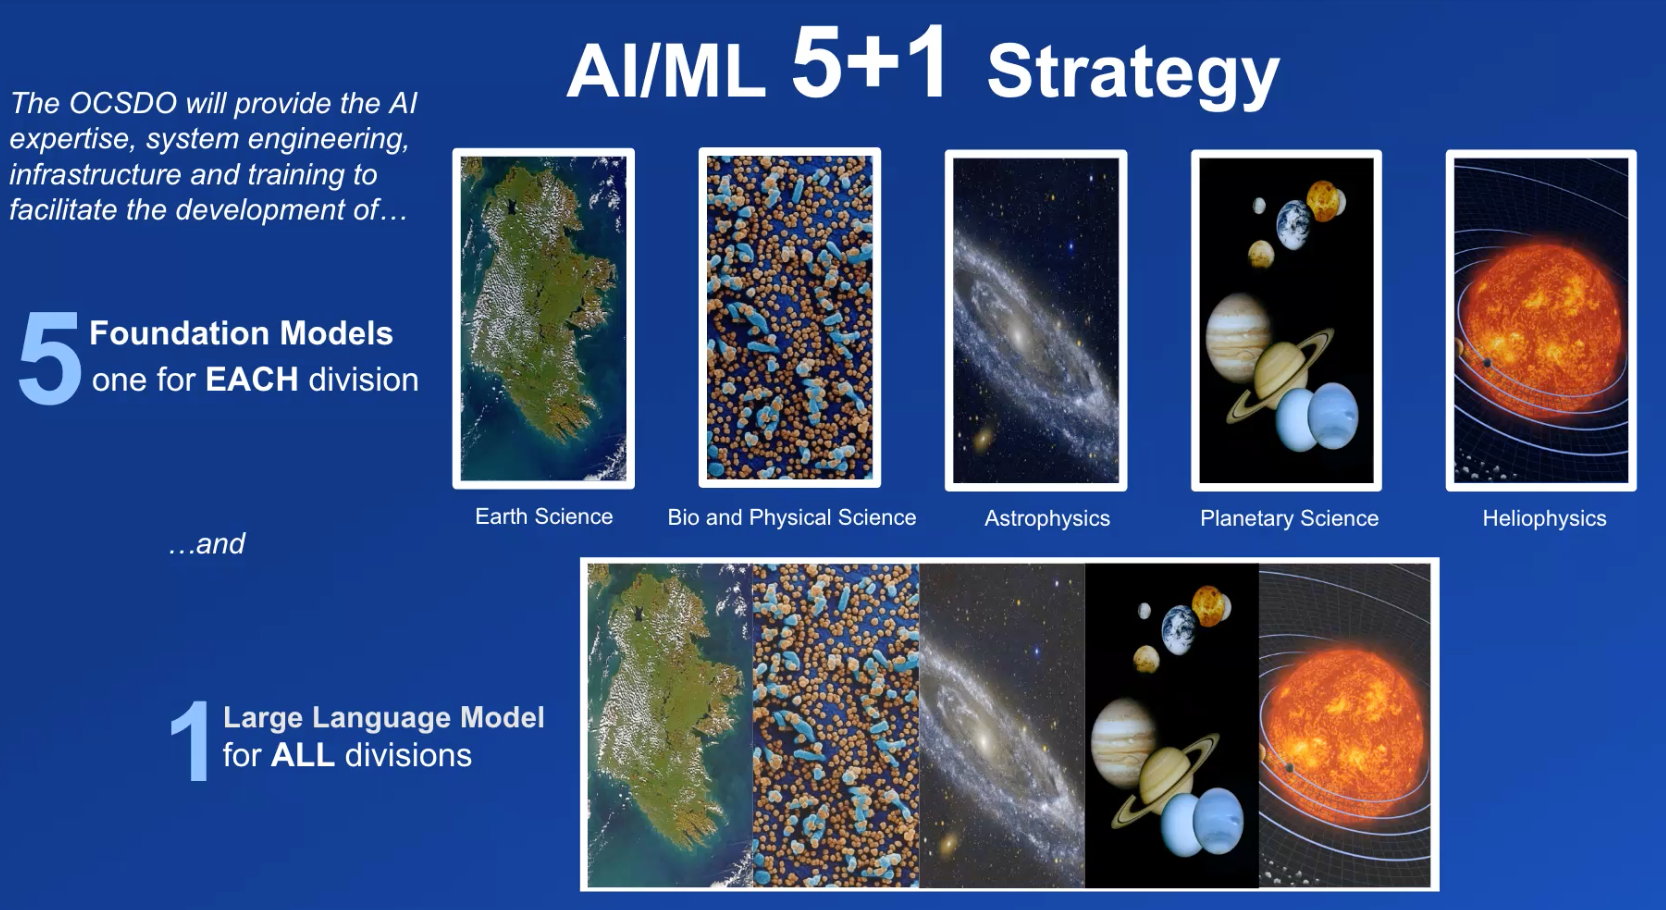 AI/ML 5+1 Strategy
The OCSDO will provide the AI
expertise, system engineering,
infrastructure and training to
facilitate the development of…
5 Foundation Models
one for EACH division
Earth Science
Bio and Physical Science
Astrophysics
Planetary Science
Heliophysics
…and
1 Large Language Model
for ALL divisions